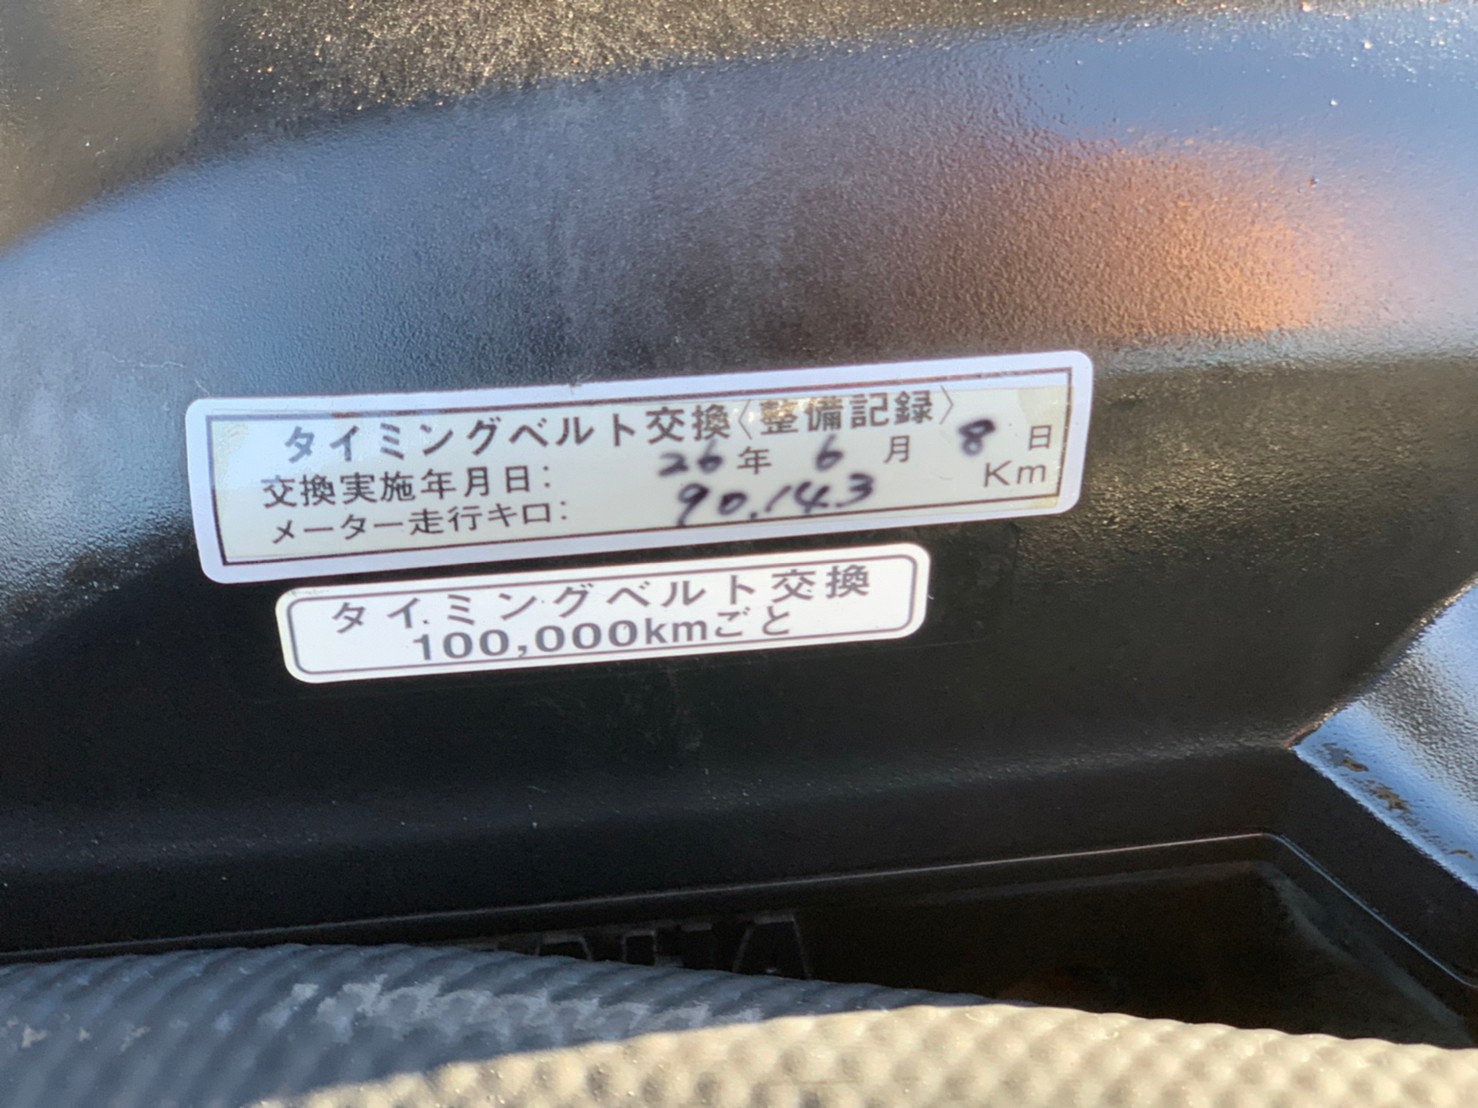 タイミングベルト交換〈整備記録〉
交換実施年月日: 26年 6月 8日
メーター走行キロ: 90,143 Km
タイミングベルト交換
100,000kmごと